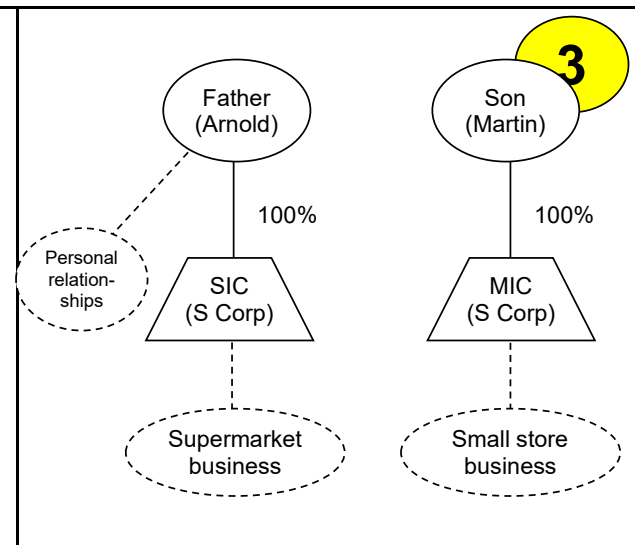 3
Father
(Arnold)
Son
(Martin)
100%
100%
Personal
relation-
ships
SIC
(S Corp)
MIC
(S Corp)
Supermarket
business
Small store
business